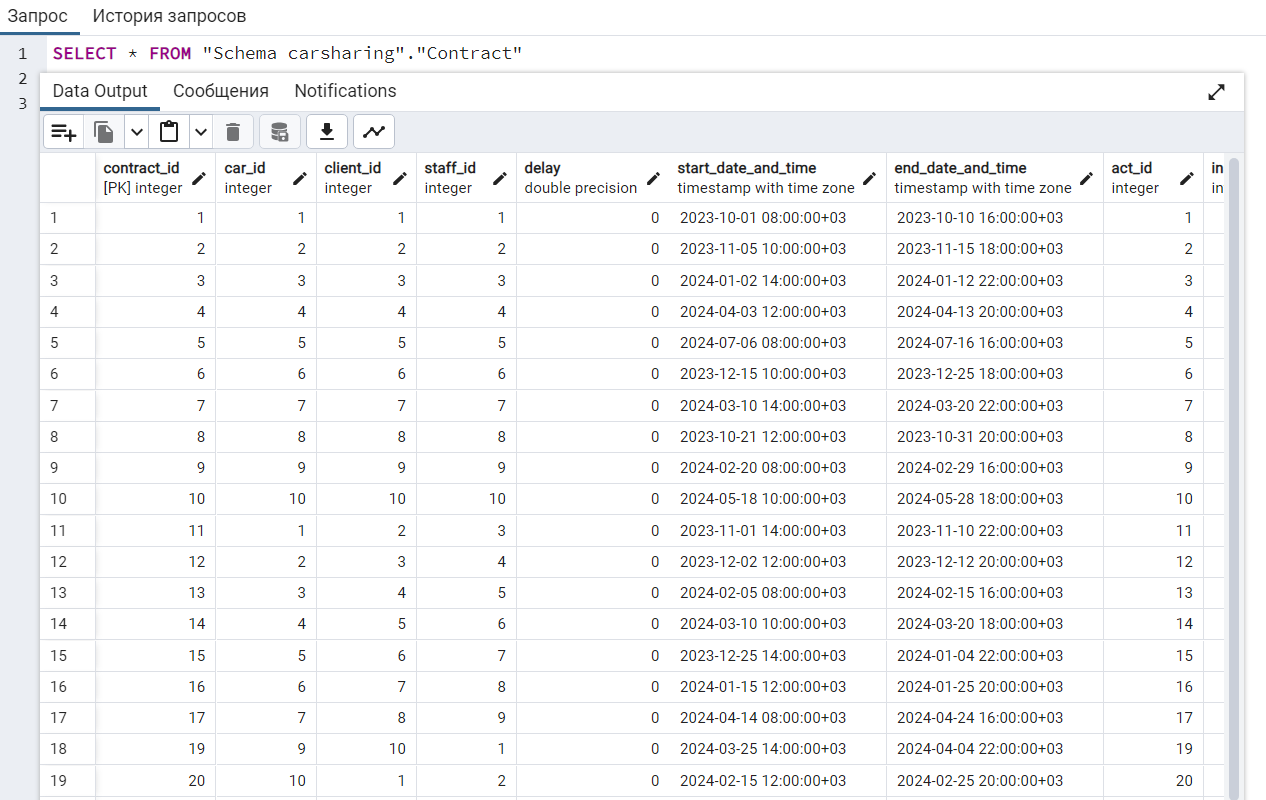 Запрос История запросов
1 SELECT * FROM "Schema carsharing"."Contract"
2
3
Data Output Сообщения Notifications
contract_id car_id client_id staff_id delay start_date_and_time end_date_and_time act_id in
[PK] integer integer integer integer double precision timestamp with time zone timestamp with time zone integer in
1 1 1 1 1 0 2023-10-01 08:00:00+03 2023-10-10 16:00:00+03 1
2 2 2 2 2 0 2023-11-05 10:00:00+03 2023-11-15 18:00:00+03 2
3 3 3 3 3 0 2024-01-02 14:00:00+03 2024-01-12 22:00:00+03 3
4 4 4 4 4 0 2024-04-03 12:00:00+03 2024-04-13 20:00:00+03 4
5 5 5 5 5 0 2024-07-06 08:00:00+03 2024-07-16 16:00:00+03 5
6 6 6 6 6 0 2023-12-15 10:00:00+03 2023-12-25 18:00:00+03 6
7 7 7 7 7 0 2024-03-10 14:00:00+03 2024-03-20 22:00:00+03 7
8 8 8 8 8 0 2023-10-21 12:00:00+03 2023-10-31 20:00:00+03 8
9 9 9 9 9 0 2024-02-20 08:00:00+03 2024-02-29 16:00:00+03 9
10 10 10 10 10 0 2024-05-18 10:00:00+03 2024-05-28 18:00:00+03 10
11 11 1 2 3 0 2023-11-01 14:00:00+03 2023-11-10 22:00:00+03 11
12 12 2 3 4 0 2023-12-02 12:00:00+03 2023-12-12 20:00:00+03 12
13 13 3 4 5 0 2024-02-05 08:00:00+03 2024-02-15 16:00:00+03 13
14 14 4 5 6 0 2024-03-10 10:00:00+03 2024-03-20 18:00:00+03 14
15 15 5 6 7 0 2023-12-25 14:00:00+03 2024-01-04 22:00:00+03 15
16 16 6 7 8 0 2024-01-15 12:00:00+03 2024-01-25 20:00:00+03 16
17 17 7 8 9 0 2024-04-14 08:00:00+03 2024-04-24 16:00:00+03 17
18 19 9 10 1 0 2024-03-25 14:00:00+03 2024-04-04 22:00:00+03 19
19 20 10 1 2 0 2024-02-15 12:00:00+03 2024-02-25 20:00:00+03 20